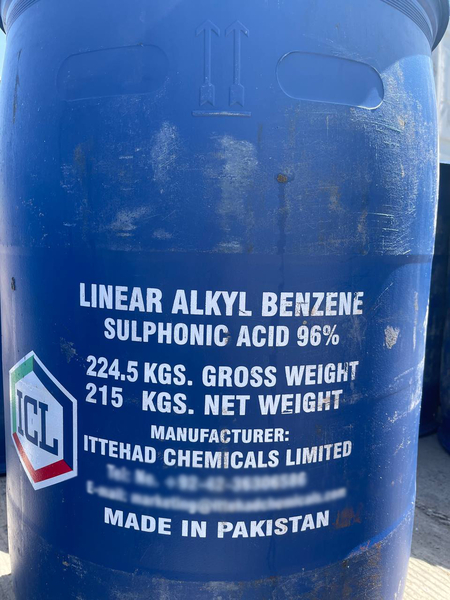 LINEAR ALKYL BENZENE
SULPHONIC ACID 96%
224.5 KGS. GROSS WEIGHT
215 KGS. NET WEIGHT
ICL
MANUFACTURER:
ITTEHAD CHEMICALS LIMITED
MADE IN PAKISTAN